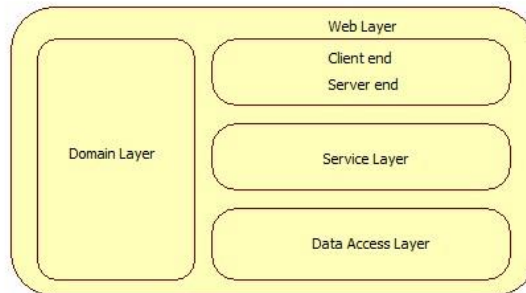 Web Layer
Client end
Server end
Domain Layer
Service Layer
Data Access Layer